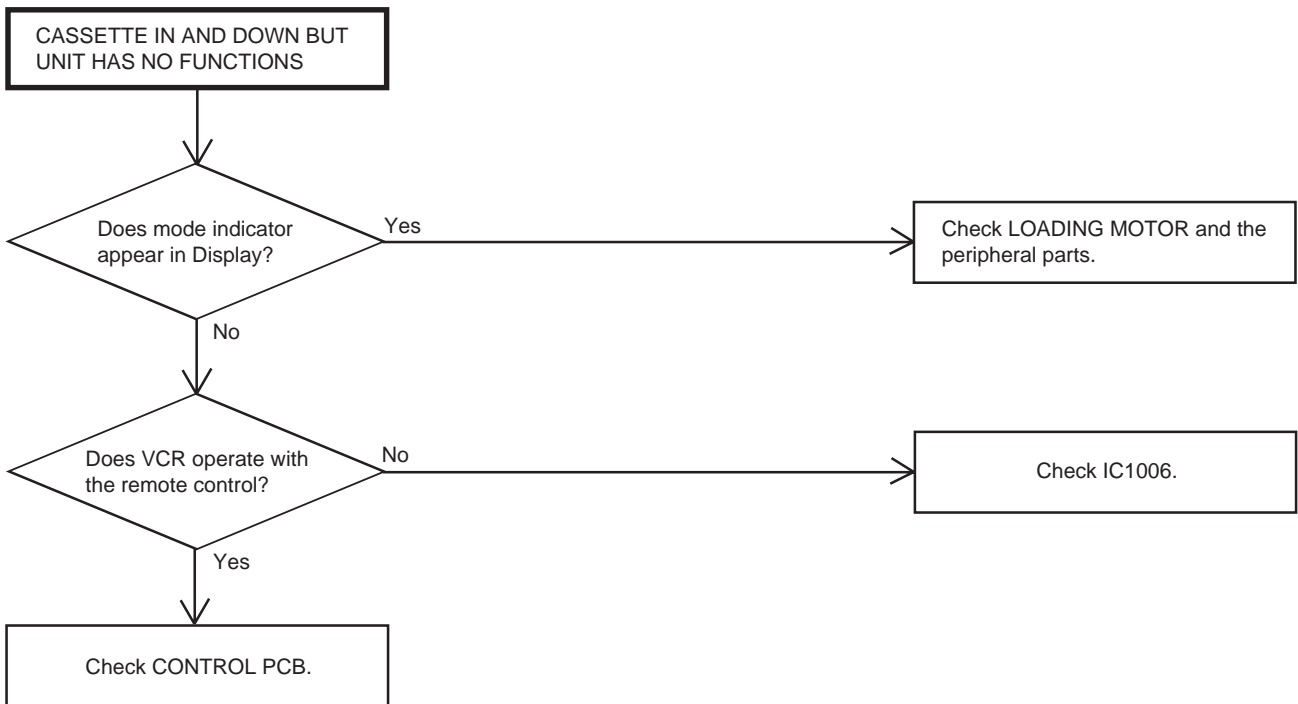 CASSETTE IN AND DOWN BUT
UNIT HAS NO FUNCTIONS
Does mode indicator
appear in Display?
Yes
Check LOADING MOTOR and the
peripheral parts.
No
Does VCR operate with
the remote control?
No
Check IC1006.
Yes
Check CONTROL PCB.